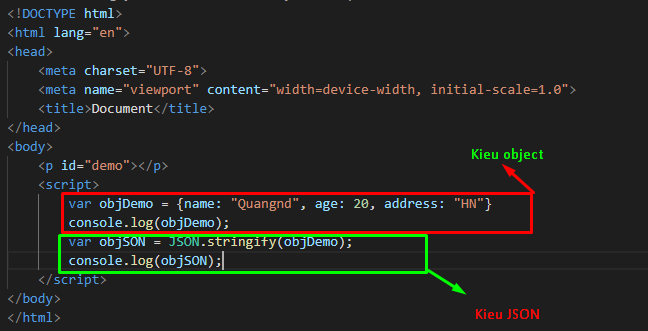 <!DOCTYPE html>
<html lang="en">
<head>
    <meta charset="UTF-8">
    <meta name="viewport" content="width=device-width, initial-scale=1.0">
    <title>Document</title>
</head>
<body>
    <p id="demo"></p>
Kieu object
    <script>
        var objDemo = {name: "Quangnd", age: 20, address: "HN"}
        console.log(objDemo);
        var objSON = JSON.stringify(objDemo);
        console.log(objSON);
    </script>
</body>
Kieu JSON
</html>